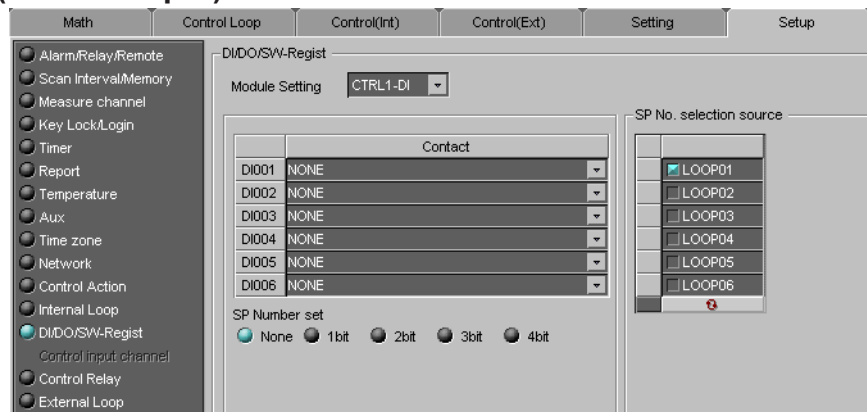 Math Control Loop Control(Int) Control(Ext) Setting Setup
Alarm/Relay/Remote
Scan Interval/Memory
Measure channel
Key Lock/Login
Timer
Report
Temperature
Aux
Time zone
Network
Control Action
Internal Loop
DI/DO/SW-Regist
Control input channel
Control Relay
External Loop
DI/DO/SW-Regist
Module Setting CTRL1-DI
Contact
DI001 NONE
DI002 NONE
DI003 NONE
DI004 NONE
DI005 NONE
DI006 NONE
SP Number set
None 1bit 2bit 3bit 4bit
SP No. selection source
LOOP01
LOOP02
LOOP03
LOOP04
LOOP05
LOOP06